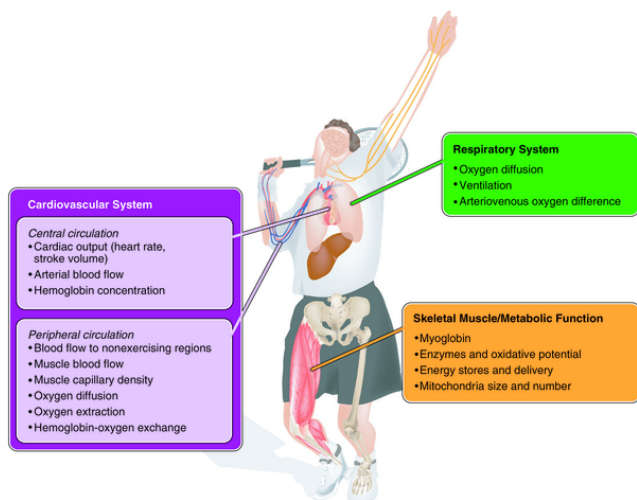 Respiratory System
•Oxygen diffusion
•Ventilation
•Arteriovenous oxygen difference
Cardiovascular System
Central circulation
•Cardiac output (heart rate,
stroke volume)
•Arterial blood flow
•Hemoglobin concentration
Peripheral circulation
•Blood flow to nonexercising regions
•Muscle blood flow
•Muscle capillary density
•Oxygen diffusion
•Oxygen extraction
•Hemoglobin-oxygen exchange
Skeletal Muscle/Metabolic Function
•Myoglobin
•Enzymes and oxidative potential
•Energy stores and delivery
•Mitochondria size and number